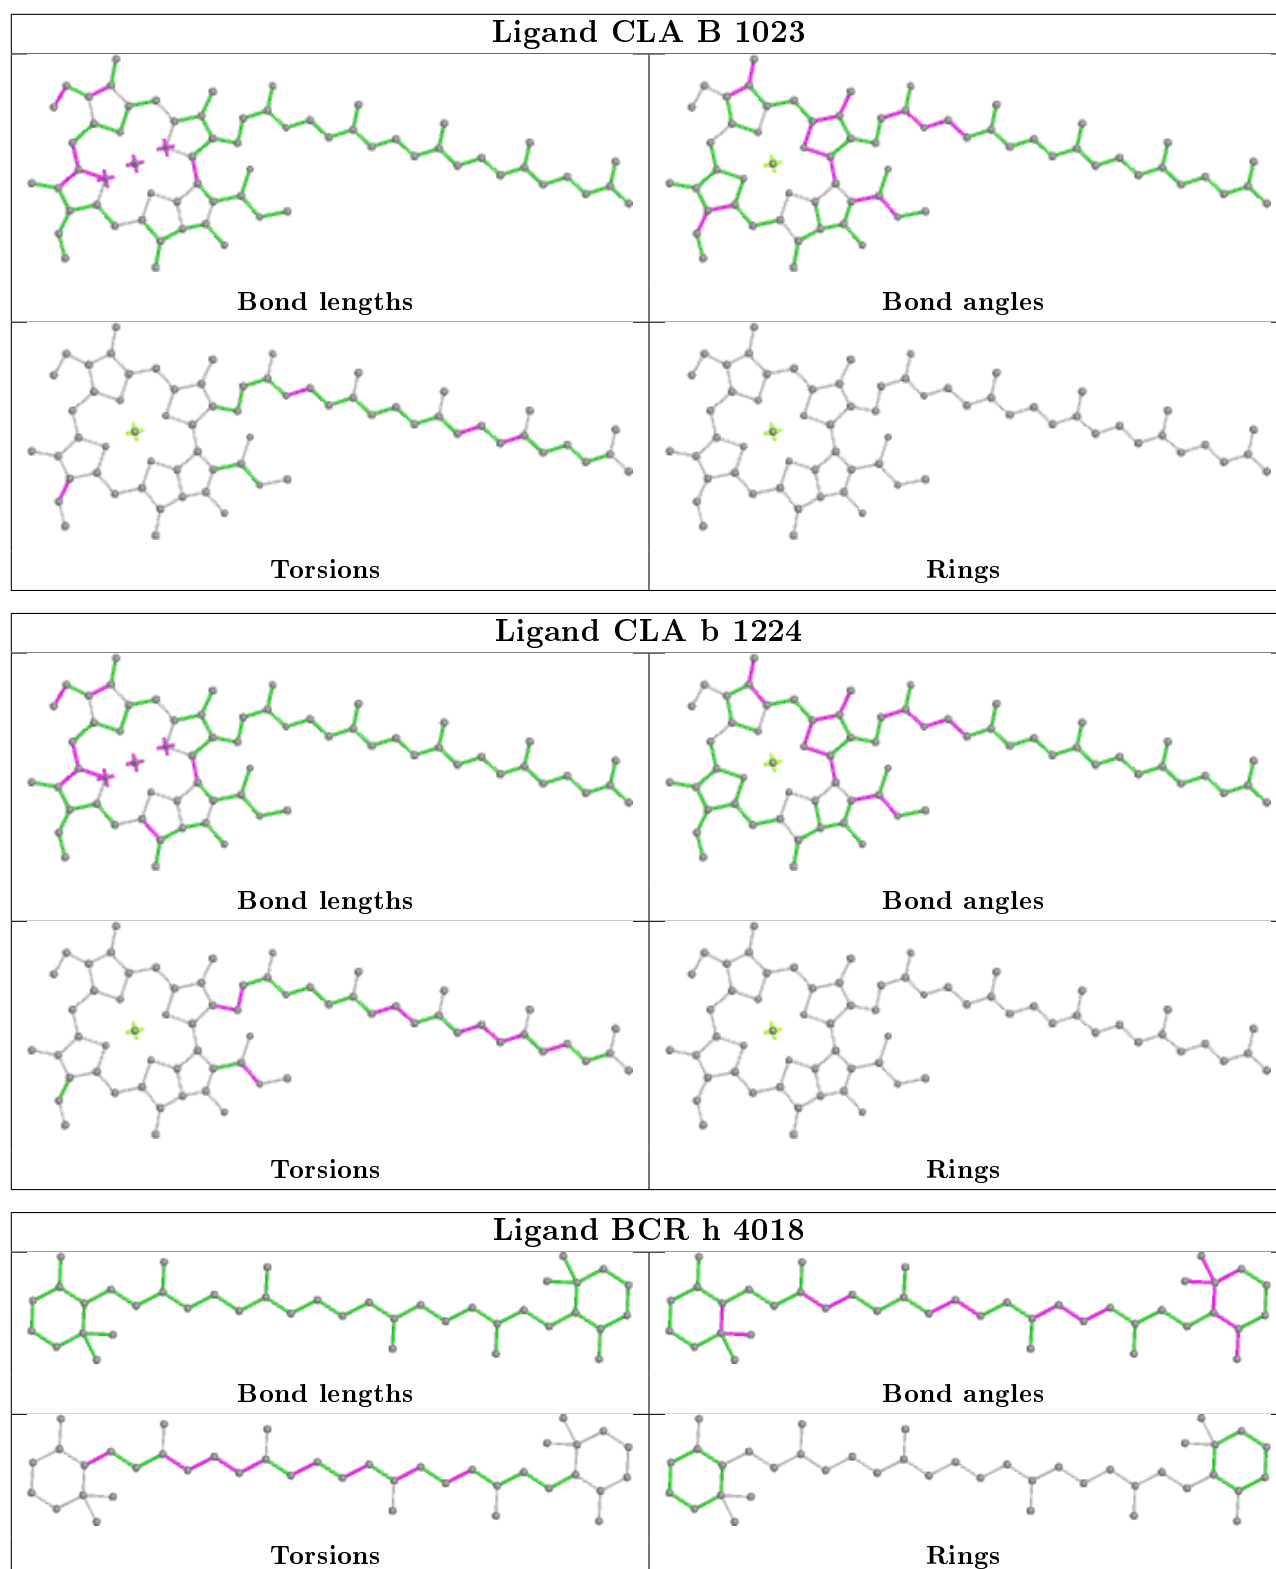 Ligand CLA B 1023
Bond lengths
Bond angles
Torsions
Rings
Ligand CLA b 1224
Bond lengths
Bond angles
Torsions
Rings
Ligand BCR h 4018
Bond lengths
Bond angles
Torsions
Rings